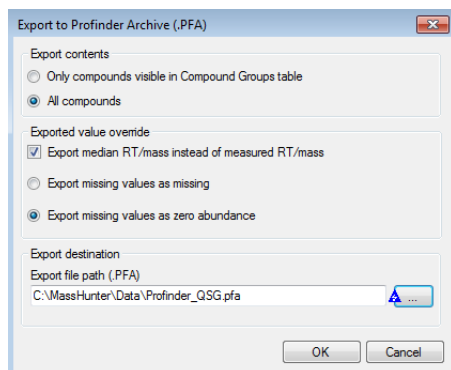 Export to Profinder Archive (.PFA)
Export contents
Only compounds visible in Compound Groups table
All compounds
Exported value override
Export median RT/mass instead of measured RT/mass
Export missing values as missing
Export missing values as zero abundance
Export destination
Export file path (.PFA)
C:\MassHunter\Data\Profinder_QSG.pfa
...
OK Cancel